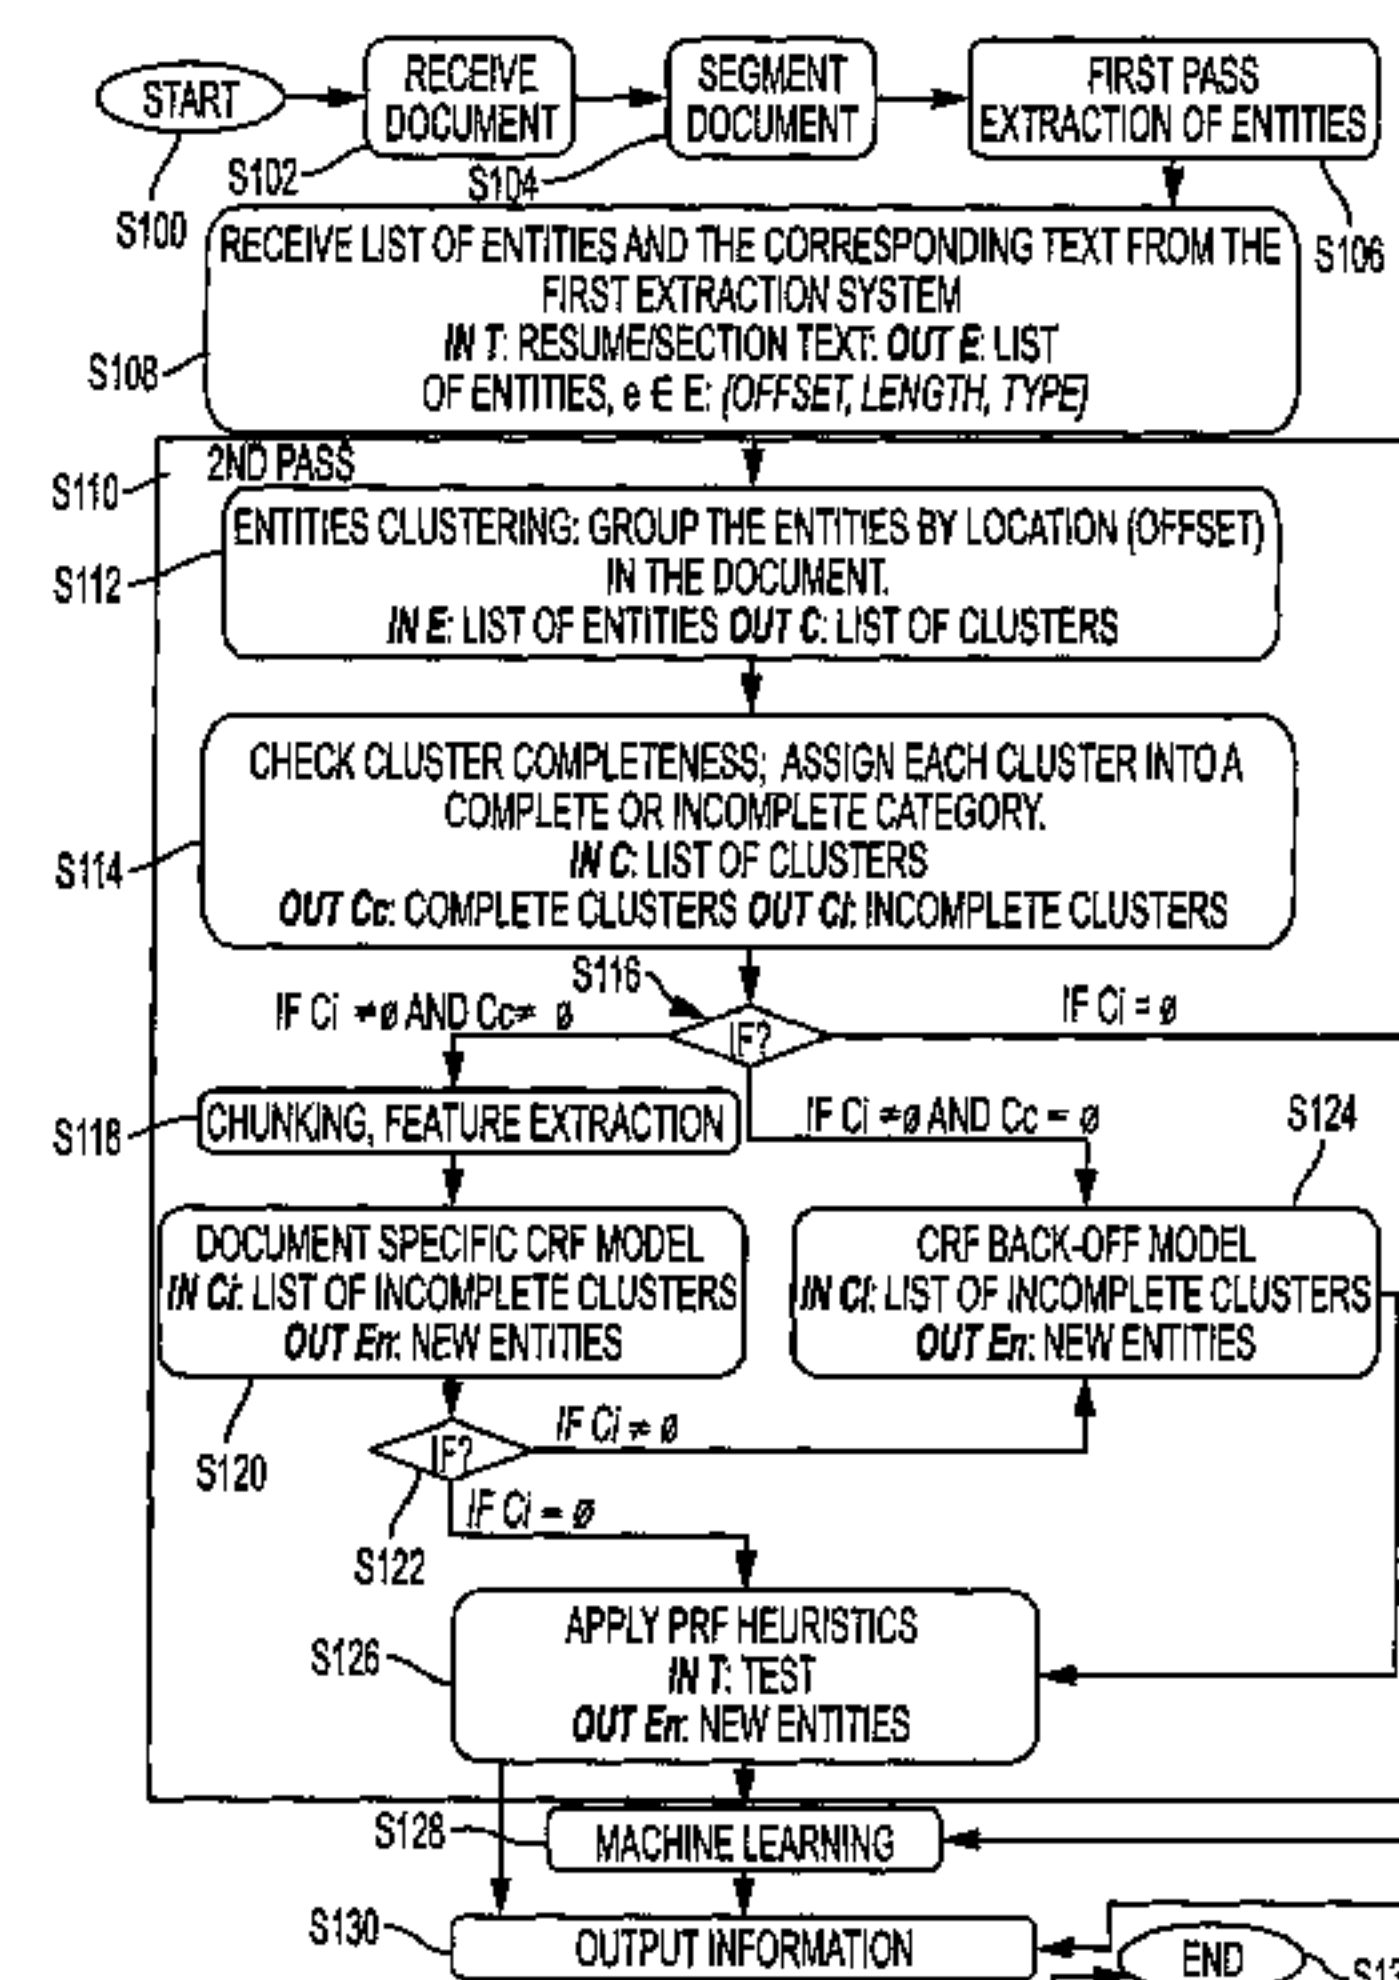 START
RECEIVE
DOCUMENT
SEGMENT
DOCUMENT
FIRST PASS
EXTRACTION OF ENTITIES
S100
S102
S104
S106
RECEIVE LIST OF ENTITIES AND THE CORRESPONDING TEXT FROM THE
FIRST EXTRACTION SYSTEM
IN T: RESUME/SECTION TEXT: OUT E: LIST
OF ENTITIES, e ∈ E: (OFFSET, LENGTH, TYPE)
S108
S110
2ND PASS
ENTITIES CLUSTERING: GROUP THE ENTITIES BY LOCATION (OFFSET)
IN THE DOCUMENT.
IN E: LIST OF ENTITIES OUT C: LIST OF CLUSTERS
S112
CHECK CLUSTER COMPLETENESS; ASSIGN EACH CLUSTER INTO A
COMPLETE OR INCOMPLETE CATEGORY.
IN C: LIST OF CLUSTERS
OUT Cc: COMPLETE CLUSTERS OUT Ci: INCOMPLETE CLUSTERS
S114
S116
IF Ci ≠ø AND Cc≠ ø
IF?
IF Ci = ø
CHUNKING, FEATURE EXTRACTION
S118
IF Ci ≠ø AND Cc = ø
S124
DOCUMENT SPECIFIC CRF MODEL
IN Ci: LIST OF INCOMPLETE CLUSTERS
OUT En: NEW ENTITIES
CRF BACK-OFF MODEL
IN Ci: LIST OF INCOMPLETE CLUSTERS
OUT En: NEW ENTITIES
S120
IF?
IF Ci ≠ ø
IF Ci = ø
S122
APPLY PRF HEURISTICS
IN T: TEST
OUT En: NEW ENTITIES
S126
S128
MACHINE LEARNING
S130
OUTPUT INFORMATION
END